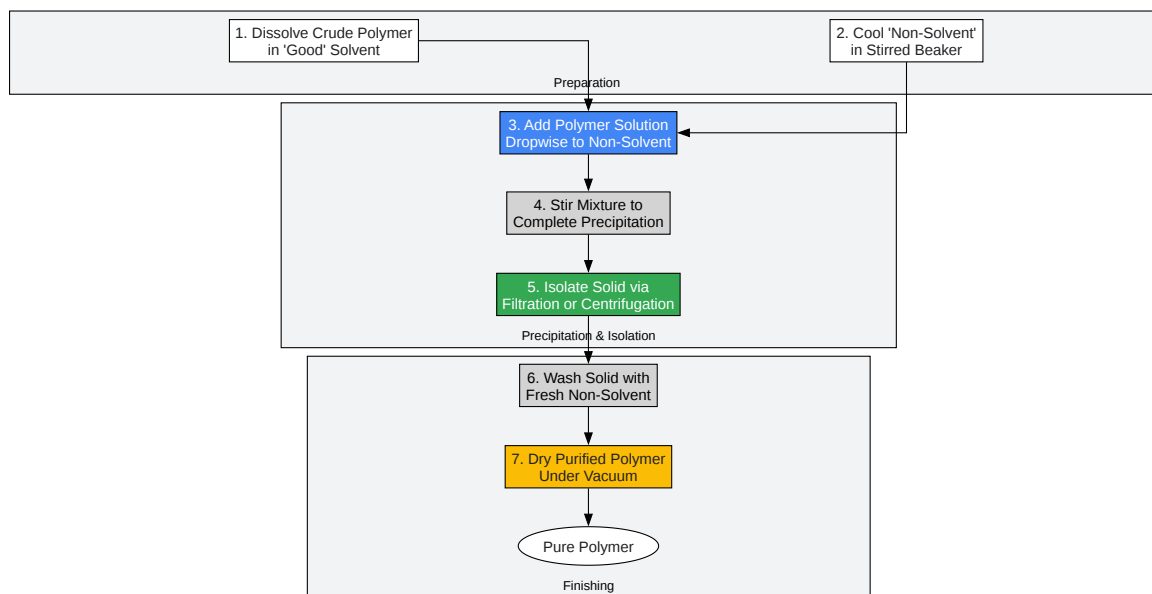 1. Dissolve Crude Polymer
in 'Good' Solvent
2. Cool 'Non-Solvent'
in Stirred Beaker
Preparation
3. Add Polymer Solution
Dropwise to Non-Solvent
4. Stir Mixture to
Complete Precipitation
5. Isolate Solid via
Filtration or Centrifugation
Precipitation & Isolation
6. Wash Solid with
Fresh Non-Solvent
7. Dry Purified Polymer
Under Vacuum
Pure Polymer
Finishing